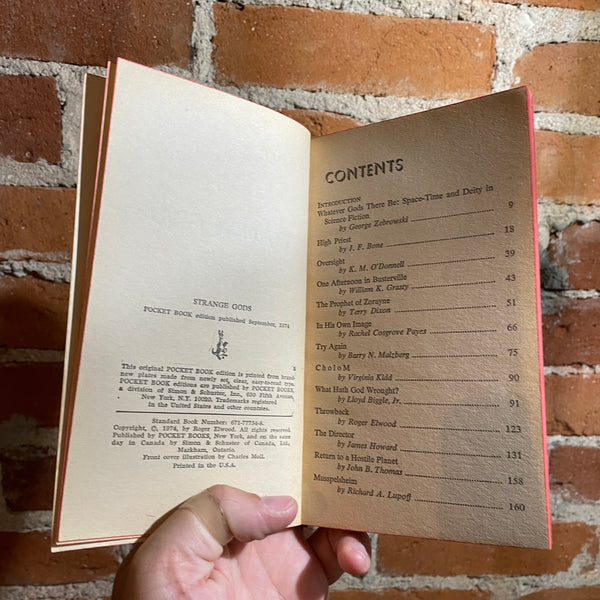 STRANGE GODS
POCKET BOOK edition published September, 1974
This original POCKET BOOK edition is printed from brand-
new plates made from newly set, clear, easy-to-read type.
POCKET BOOK editions are published by POCKET BOOKS,
a division of Simon & Schuster, Inc., 630 Fifth Avenue,
New York, N.Y. 10020. Trademarks registered
in the United States and other countries.
Standard Book Number: 671-77754-8.
Copyright, ©, 1974, by Roger Elwood. All rights reserved.
Published by POCKET BOOKS, New York, and on the same
day in Canada by Simon & Schuster of Canada, Ltd.,
Markham, Ontario.
Front cover illustration by Charles Moll.
Printed in the U.S.A.
CONTENTS
INTRODUCTION
Whatever Gods There Be: Space-Time and Deity in
Science Fiction
by George Zebrowski 9
High Priest
by J. F. Bone 18
Oversight
by K. M. O'Donnell 39
One Afternoon in Busterville
by William K. Grasty 43
The Prophet of Zorayne
by Terry Dixon 51
In His Own Image
by Rachel Cosgrove Payes 66
Try Again
by Barry N. Malzberg 75
CholoM
by Virginia Kidd 90
What Hath God Wrought?
by Lloyd Biggle, Jr. 91
Throwback
by Roger Elwood 123
The Director
by James Howard 131
Return to a Hostile Planet
by John B. Thomas 158
Musspelsheim
by Richard A. Lupoff 160